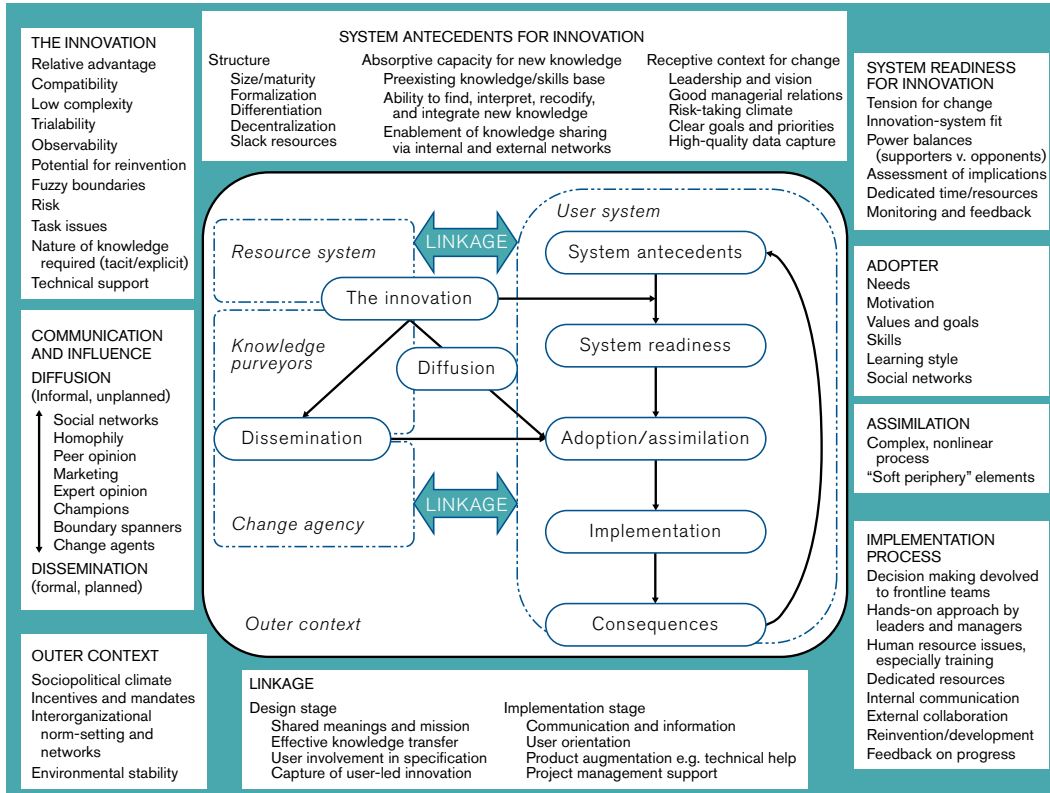 THE INNOVATION
Relative advantage
Compatibility
Low complexity
Trialability
Observability
Potential for reinvention
Fuzzy boundaries
Risk
Task issues
Nature of knowledge
required (tacit/explicit)
Technical support
SYSTEM ANTECEDENTS FOR INNOVATION
Structure
Size/maturity
Formalization
Differentiation
Decentralization
Slack resources
Absorptive capacity for new knowledge
Preexisting knowledge/skills base
Ability to find, interpret, recodify,
and integrate new knowledge
Enablement of knowledge sharing
via internal and external networks
Receptive context for change
Leadership and vision
Good managerial relations
Risk-taking climate
Clear goals and priorities
High-quality data capture
SYSTEM READINESS
FOR INNOVATION
Tension for change
Innovation-system fit
Power balances
(supporters v. opponents)
Assessment of implications
Dedicated time/resources
Monitoring and feedback
COMMUNICATION
AND INFLUENCE
DIFFUSION
(Informal, unplanned)
Social networks
Homophily
Peer opinion
Marketing
Expert opinion
Champions
Boundary spanners
Change agents
DISSEMINATION
(formal, planned)
Resource system
LINKAGE
User system
System antecedents
The innovation
Knowledge
purveyors
Diffusion
System readiness
Dissemination
Adoption/assimilation
LINKAGE
Change agency
Implementation
Outer context
Consequences
ADOPTER
Needs
Motivation
Values and goals
Skills
Learning style
Social networks
ASSIMILATION
Complex, nonlinear
process
“Soft periphery” elements
IMPLEMENTATION
PROCESS
Decision making devolved
to frontline teams
Hands-on approach by
leaders and managers
Human resource issues,
especially training
Dedicated resources
Internal communication
External collaboration
Reinvention/development
Feedback on progress
OUTER CONTEXT
Sociopolitical climate
Incentives and mandates
Interorganizational
norm-setting and
networks
Environmental stability
LINKAGE
Design stage
Shared meanings and mission
Effective knowledge transfer
User involvement in specification
Capture of user-led innovation
Implementation stage
Communication and information
User orientation
Product augmentation e.g. technical help
Project management support